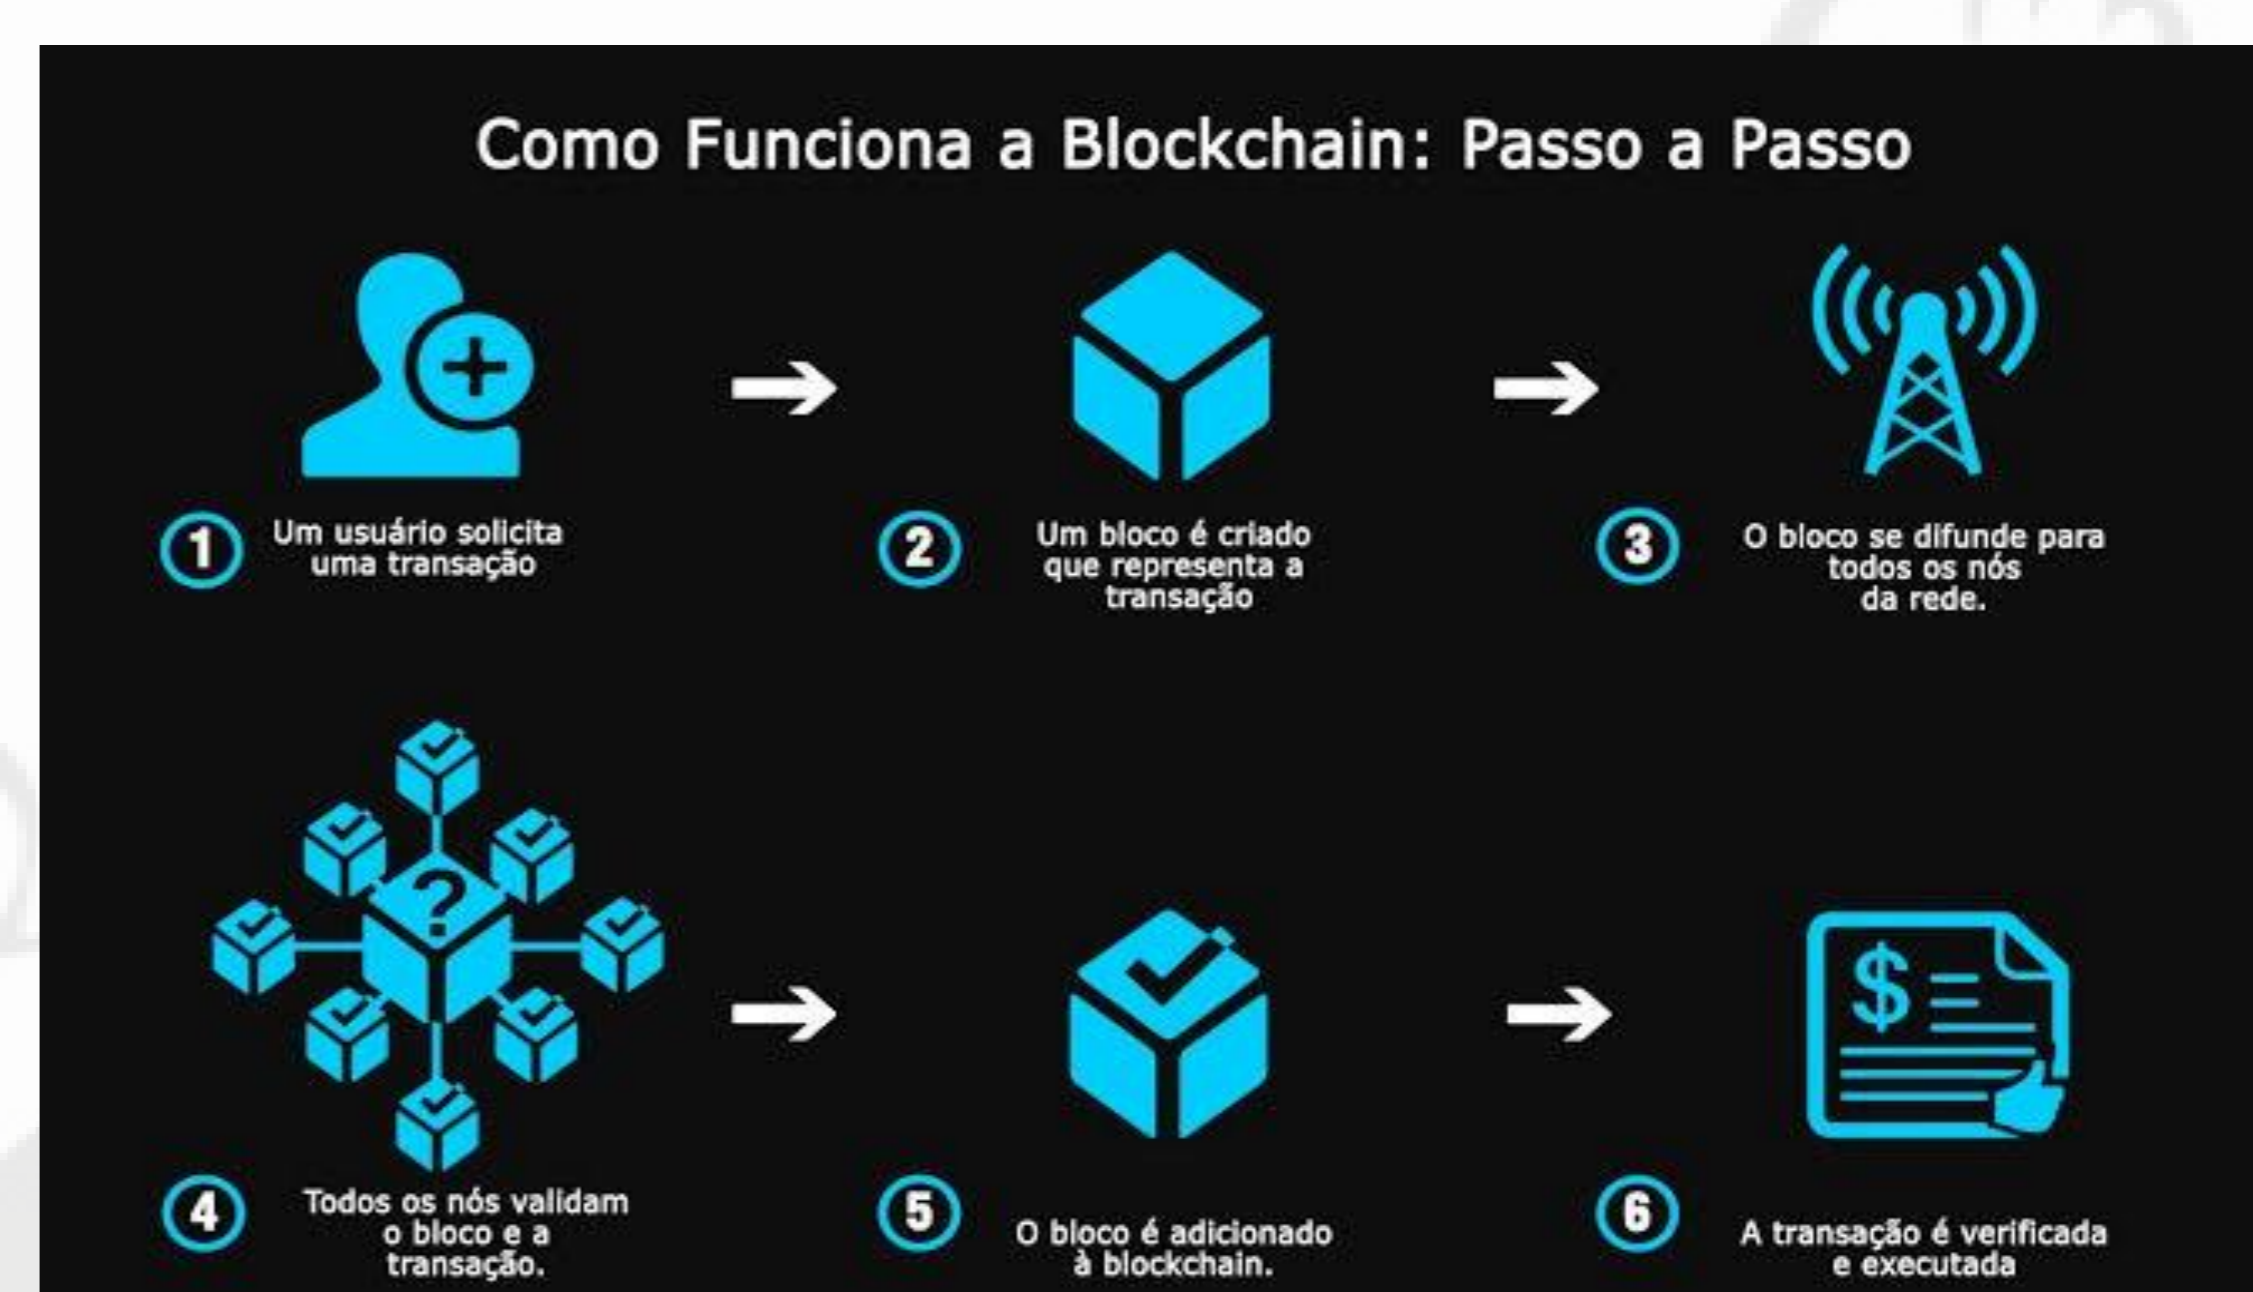 Como Funciona a Blockchain: Passo a Passo
1
Um usuário solicita
uma transação
2
Um bloco é criado
que representa a
transação
3
O bloco se difunde para
todos os nós
da rede.
?
$
4
Todos os nós validam
o bloco e a
transação.
5
O bloco é adicionado
à blockchain.
6
A transação é verificada
e executada